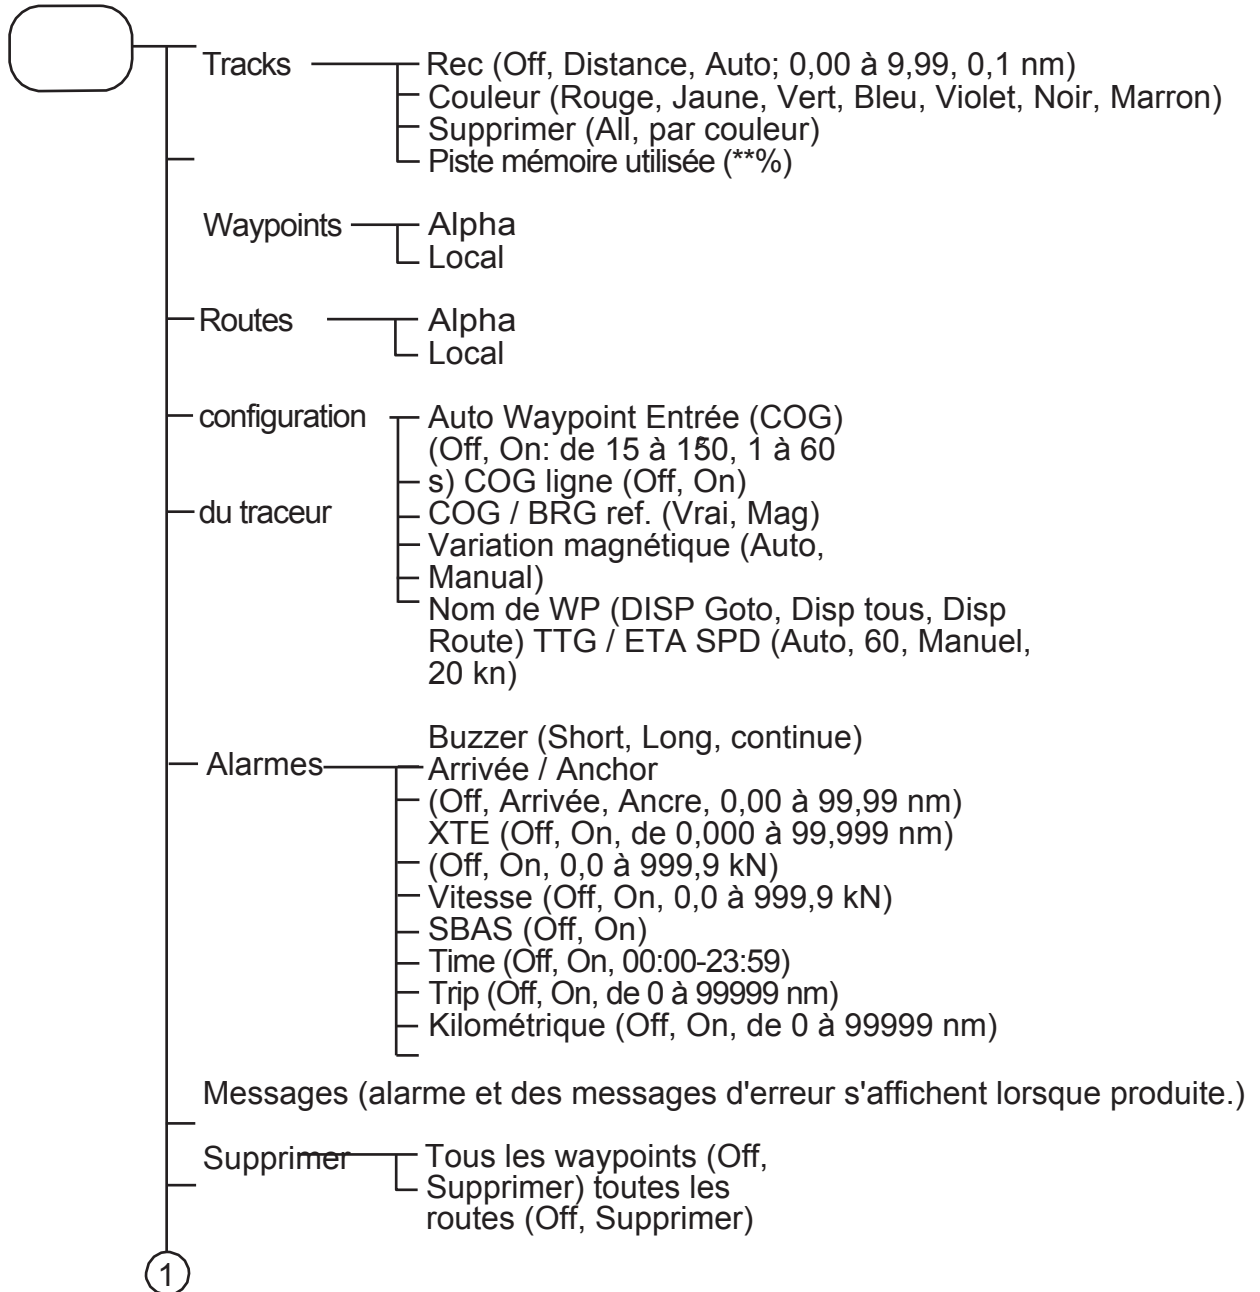 Tracks
Rec (Off, Distance, Auto; 0,00 à 9,99, 0,1 nm)
Couleur (Rouge, Jaune, Vert, Bleu, Violet, Noir, Marron)
Supprimer (All, par couleur)
Piste mémoire utilisée (**%)
Waypoints
Alpha
Local
Routes
Alpha
Local
configuration
du traceur
Auto Waypoint Entrée (COG)
(Off, On: de 15 à 150, 1 à 60
s) COG ligne (Off, On)
COG / BRG ref. (Vrai, Mag)
Variation magnétique (Auto,
Manual)
Nom de WP (DISP Goto, Disp tous, Disp
Route) TTG / ETA SPD (Auto, 60, Manuel,
20 kn)
Alarmes
Buzzer (Short, Long, continue)
Arrivée / Anchor
(Off, Arrivée, Ancre, 0,00 à 99,99 nm)
XTE (Off, On, de 0,000 à 99,999 nm)
(Off, On, 0,0 à 999,9 kN)
Vitesse (Off, On, 0,0 à 999,9 kN)
SBAS (Off, On)
Time (Off, On, 00:00-23:59)
Trip (Off, On, de 0 à 99999 nm)
Kilométrique (Off, On, de 0 à 99999 nm)
Messages (alarme et des messages d'erreur s'affichent lorsque produite.)
Supprimer
Tous les waypoints (Off,
Supprimer) toutes les
routes (Off, Supprimer)
1